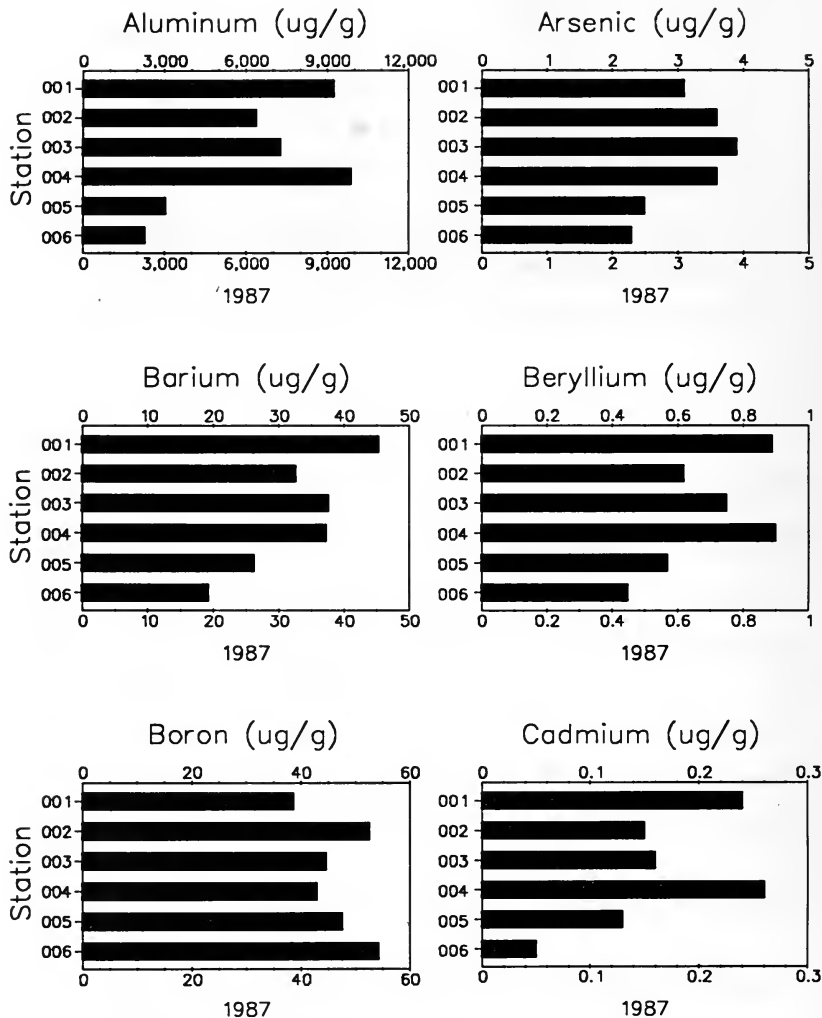 Aluminum (ug/g)
0 3,000 6,000 9,000 12,000
Station
001
002
003
004
005
006
0 3,000 6,000 9,000 12,000
1987
Arsenic (ug/g)
0 1 2 3 4 5
001
002
003
004
005
006
0 1 2 3 4 5
1987
Barium (ug/g)
0 10 20 30 40 50
Station
001
002
003
004
005
006
0 10 20 30 40 50
1987
Beryllium (ug/g)
0 0.2 0.4 0.6 0.8 1
001
002
003
004
005
006
0 0.2 0.4 0.6 0.8 1
1987
Boron (ug/g)
0 20 40 60
Station
001
002
003
004
005
006
0 20 40 60
1987
Cadmium (ug/g)
0 0.1 0.2 0.3
001
002
003
004
005
006
0 0.1 0.2 0.3
1987